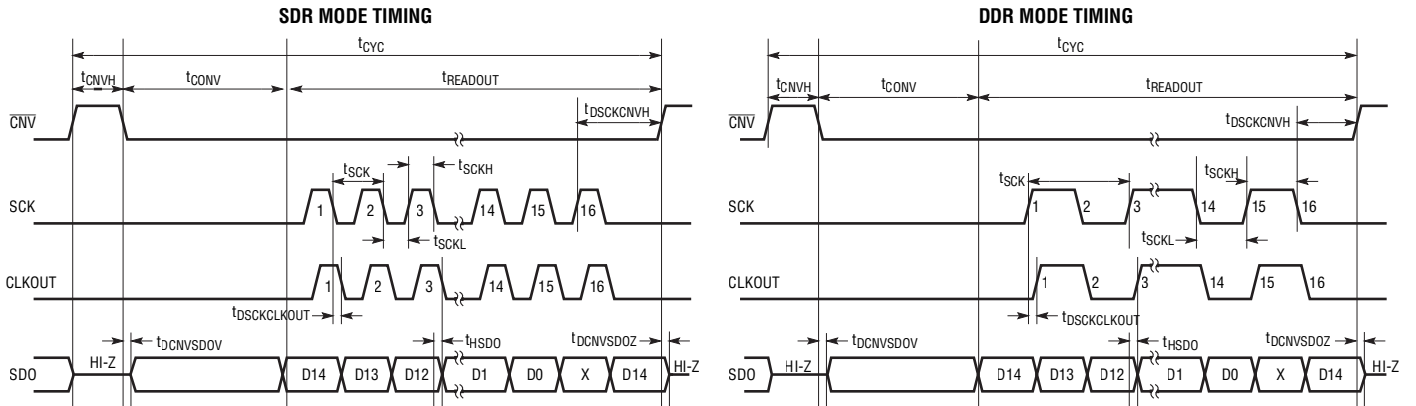 SDR MODE TIMING
tCYC
tCNVH
tCONV
tREADOUT
tDSCKCNVH
CNV
tSCK
tSCKH
SCK
1 2 3 14 15 16
tSCKL
CLKOUT
1 2 3 14 15 16
tDSCKCLKOUT
tDCNVSDOV
tHSDO
tDCNVSDOZ
SDO
HI-Z
D14 D13 D12 D1 D0 X D14
HI-Z
DDR MODE TIMING
tCYC
tCNVH
tCONV
tREADOUT
tDSCKCNVH
CNV
tSCK
tSCKH
SCK
1 2 3 14 15 16
tSCKL
CLKOUT
1 2 3 14 15 16
tDSCKCLKOUT
tDCNVSDOV
tHSDO
tDCNVSDOZ
SDO
HI-Z
D14 D13 D12 D1 D0 X D14
HI-Z